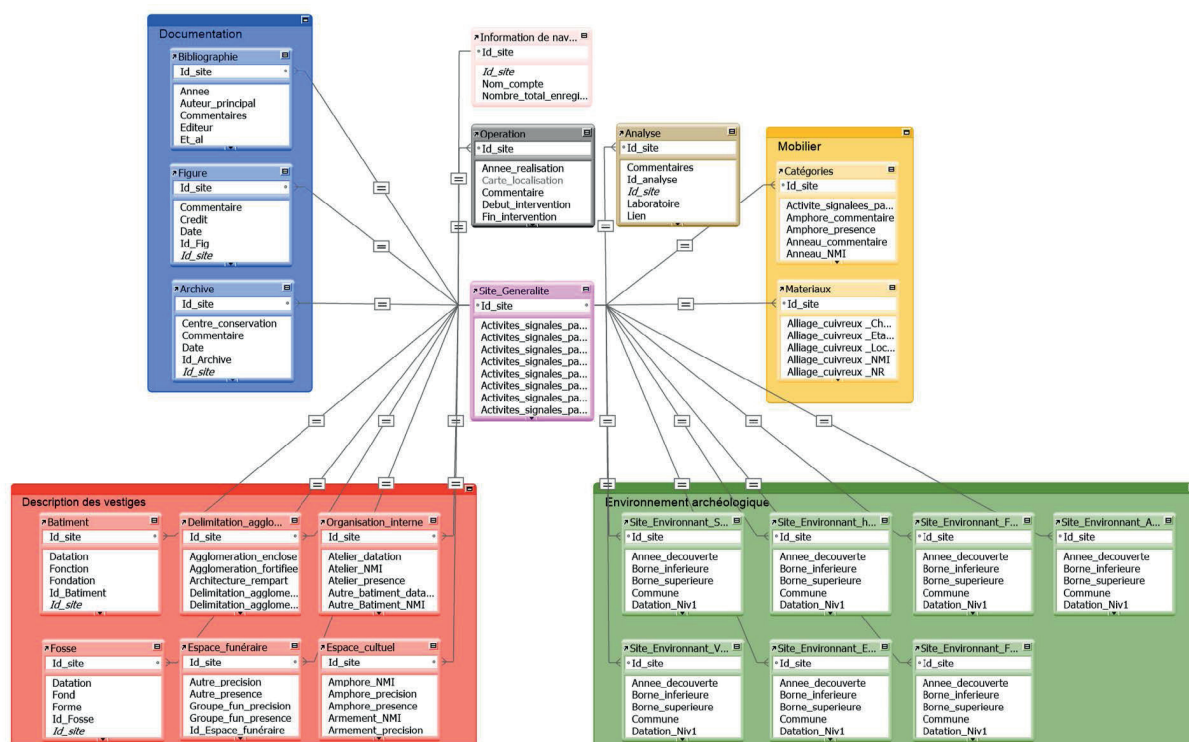 Documentation
Bibliographie
Id_site
Annee
Auteur_principal
Commentaires
Editeur
Et_al
Figure
Id_site
Commentaire
Credit
Date
Id_Fig
Id_site
Archive
Id_site
Centre_conservation
Commentaire
Date
Id_Archive
Id_site
Information de nav...
Id_site
Id_site
Nom_compte
Nombre_total_enregi...
Operation
Id_site
Annee_realisation
Carte_localisation
Commentaire
Debut_intervention
Fin_intervention
Analyse
Id_site
Commentaires
Id_analyse
Id_site
Laboratoire
Lien
Mobilier
Catégories
Id_site
Activite_signalees_pa...
Amphore_commentaire
Amphore_presence
Anneau_commentaire
Anneau_NMI
Materiaux
Id_site
Alliage_cuivreux _Ch...
Alliage_cuivreux _Eta...
Alliage_cuivreux _Loc...
Alliage_cuivreux _NMI
Alliage_cuivreux _NR
Site_Generalite
Id_site
Activites_signales_pa...
Activites_signales_pa...
Activites_signales_pa...
Activites_signales_pa...
Activites_signales_pa...
Activites_signales_pa...
Activites_signales_pa...
Activites_signales_pa...
Description des vestiges
Batiment
Id_site
Datation
Fonction
Fondation
Id_Batiment
Id_site
Delimitation_agglo...
Id_site
Agglomeration_enclose
Agglomeration_fortifiee
Architecture_rempart
Delimitation_agglome...
Delimitation_agglome...
Organisation_interne
Id_site
Atelier_datation
Atelier_NMI
Atelier_presence
Autre_batiment_data...
Autre_Batiment_NMI
Fosse
Id_site
Datation
Fond
Forme
Id_Fosse
Id_site
Espace_funéraire
Id_site
Autre_precision
Autre_presence
Groupe_fun_precision
Groupe_fun_presence
Id_Espace_funéraire
Espace_cultuel
Id_site
Amphore_NMI
Amphore_precision
Amphore_presence
Armement_NMI
Armement_precision
Environnement archéologique
Site_Environnant_S...
Id_site
Annee_decouverte
Borne_inferieure
Borne_superieure
Commune
Datation_Niv1
Site_Environnant_h...
Id_site
Annee_decouverte
Borne_inferieure
Borne_superieure
Commune
Datation_Niv1
Site_Environnant_F...
Id_site
Annee_decouverte
Borne_inferieure
Borne_superieure
Commune
Datation_Niv1
Site_Environnant_A...
Id_site
Annee_decouverte
Borne_inferieure
Borne_superieure
Commune
Datation_Niv1
Site_Environnant_V...
Id_site
Annee_decouverte
Borne_inferieure
Borne_superieure
Commune
Datation_Niv1
Site_Environnant_E...
Id_site
Annee_decouverte
Borne_inferieure
Borne_superieure
Commune
Datation_Niv1
Site_Environnant_F...
Id_site
Annee_decouverte
Borne_inferieure
Borne_superieure
Commune
Datation_Niv1